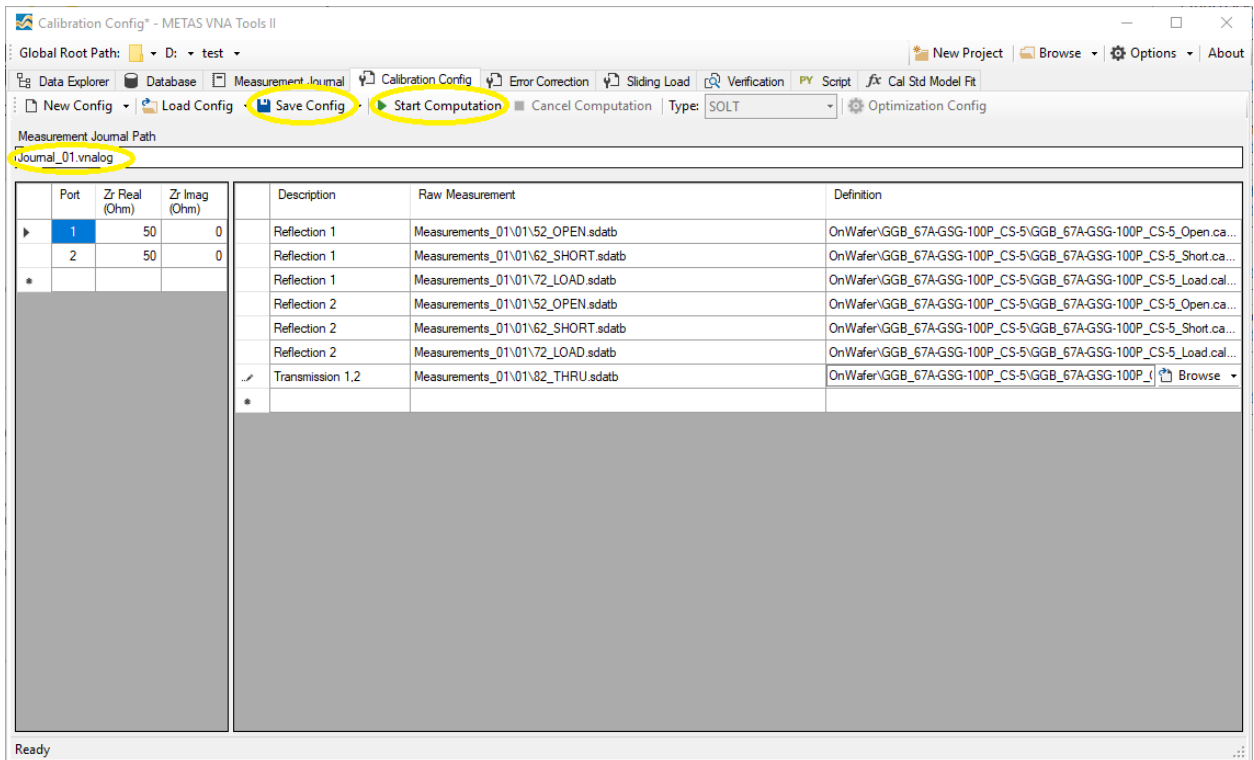 Calibration Config* - METAS VNA Tools II
Global Root Path: D: test New Project Browse Options About
Data Explorer Database Measurement Journal Calibration Config Error Correction Sliding Load Verification PY Script fx Cal Std Model Fit
New Config Load Config Save Config Start Computation Cancel Computation Type: SOLT Optimization Config
Measurement Journal Path
Journal_01.vnalog
Port Zr Real (Ohm) Zr Imag (Ohm) Description Raw Measurement Definition
1 50 0 Reflection 1 Measurements_01\01\52_OPEN.sdatb OnWafer\GGB_67A-GSG-100P_CS-5\GGB_67A-GSG-100P_CS-5_Open.ca...
2 50 0 Reflection 1 Measurements_01\01\62_SHORT.sdatb OnWafer\GGB_67A-GSG-100P_CS-5\GGB_67A-GSG-100P_CS-5_Short.ca...
Reflection 1 Measurements_01\01\72_LOAD.sdatb OnWafer\GGB_67A-GSG-100P_CS-5\GGB_67A-GSG-100P_CS-5_Load.cal...
Reflection 2 Measurements_01\01\52_OPEN.sdatb OnWafer\GGB_67A-GSG-100P_CS-5\GGB_67A-GSG-100P_CS-5_Open.ca...
Reflection 2 Measurements_01\01\62_SHORT.sdatb OnWafer\GGB_67A-GSG-100P_CS-5\GGB_67A-GSG-100P_CS-5_Short.ca...
Reflection 2 Measurements_01\01\72_LOAD.sdatb OnWafer\GGB_67A-GSG-100P_CS-5\GGB_67A-GSG-100P_CS-5_Load.cal...
Transmission 1,2 Measurements_01\01\82_THRU.sdatb OnWafer\GGB_67A-GSG-100P_CS-5\GGB_67A-GSG-100P_ Browse
Ready